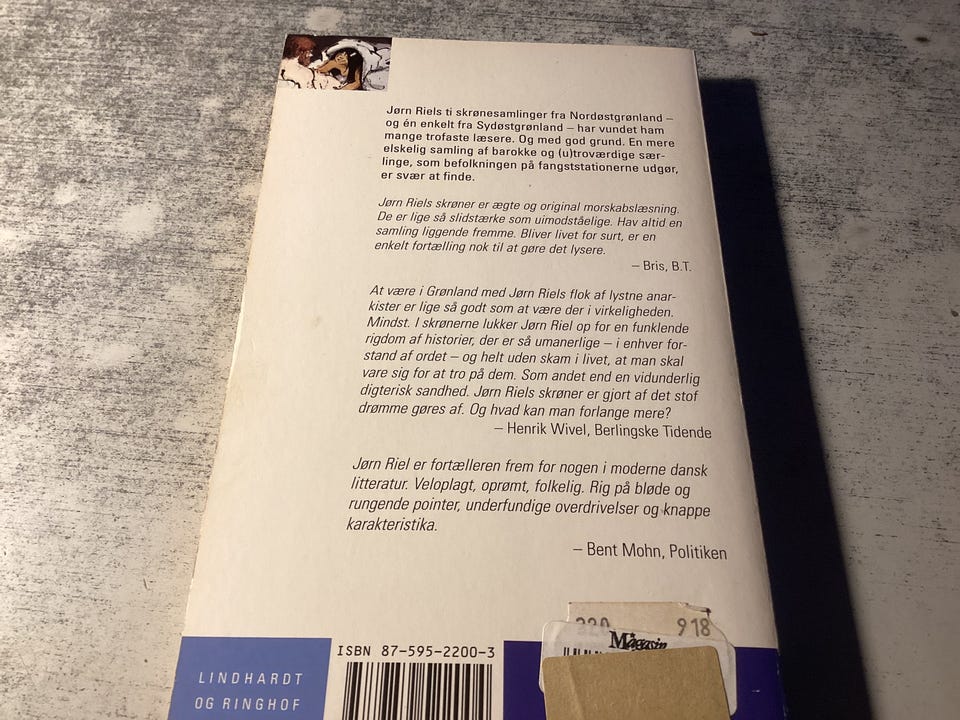 Jørn Riels ti skrønesamlinger fra Nordøstgrønland –
og én enkelt fra Sydøstgrønland – har vundet ham
mange trofaste læsere. Og med god grund. En mere
elskelig samling af barokke og (u)troværdige sær-
linge, som befolkningen på fangststationerne udgør,
er svær at finde.
Jørn Riels skrøner er ægte og original morskabslæsning.
De er lige så slidstærke som uimodståelige. Hav altid en
samling liggende fremme. Bliver livet for surt, er en
enkelt fortælling nok til at gøre det lysere.
– Bris, B.T.
At være i Grønland med Jørn Riels flok af lystne anar-
kister er lige så godt som at være der i virkeligheden.
Mindst. I skrønerne lukker Jørn Riel op for en funklende
rigdom af historier, der er så umanerlige – i enhver for-
stand af ordet – og helt uden skam i livet, at man skal
vare sig for at tro på dem. Som andet end en vidunderlig
digterisk sandhed. Jørn Riels skrøner er gjort af det stof
drømme gøres af. Og hvad kan man forlange mere?
– Henrik Wivel, Berlingske Tidende
Jørn Riel er fortælleren frem for nogen i moderne dansk
litteratur. Veloplagt, oprømt, folkelig. Rig på bløde og
rungende pointer, underfundige overdrivelser og knappe
karakteristika.
– Bent Mohn, Politiken
918
Magasin
ISBN 87-595-2200-3
LINDHARDT
OG RINGHOF